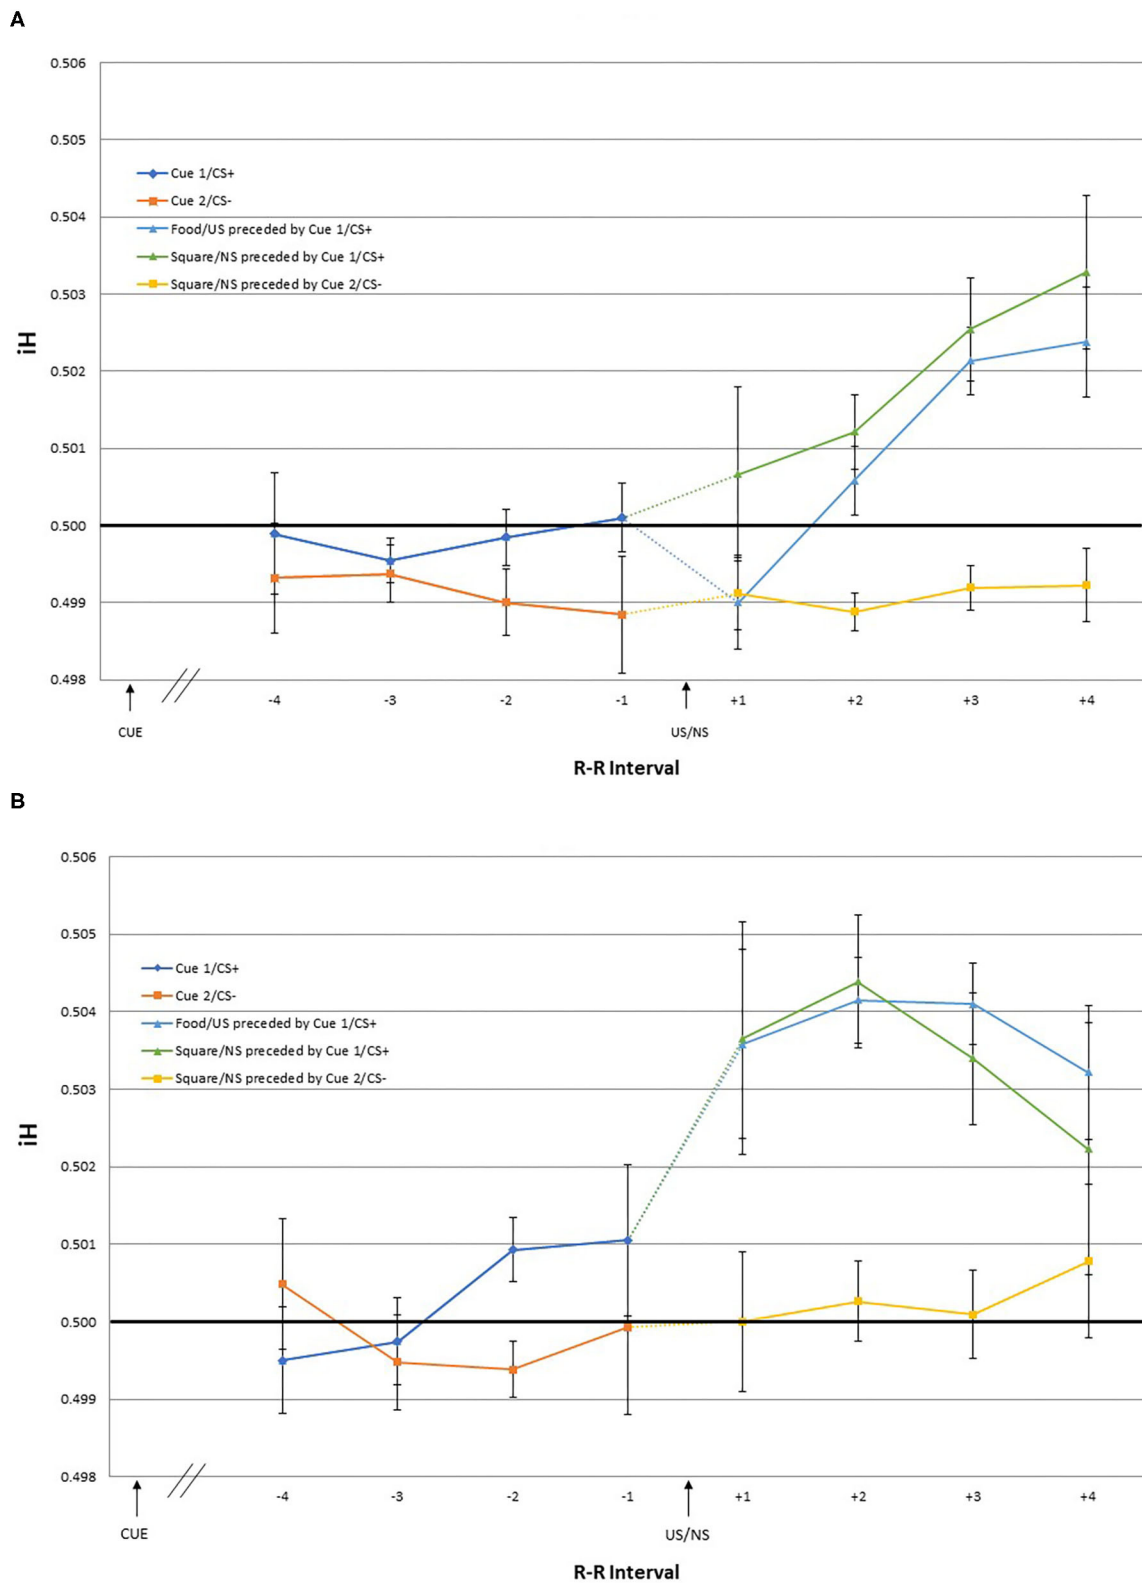 A
0.506
0.505
Cue 1/CS+
Cue 2/CS-
0.504
Food/US preceded by Cue 1/CS+
Square/NS preceded by Cue 1/CS+
Square/NS preceded by Cue 2/CS-
0.503
iH
0.502
0.501
0.500
0.499
0.498
-4 -3 -2 -1 +1 +2 +3 +4
CUE US/NS
R-R Interval
B
0.506
0.505
Cue 1/CS+
Cue 2/CS-
0.504
Food/US preceded by Cue 1/CS+
Square/NS preceded by Cue 1/CS+
Square/NS preceded by Cue 2/CS-
0.503
iH
0.502
0.501
0.500
0.499
0.498
-4 -3 -2 -1 +1 +2 +3 +4
CUE US/NS
R-R Interval